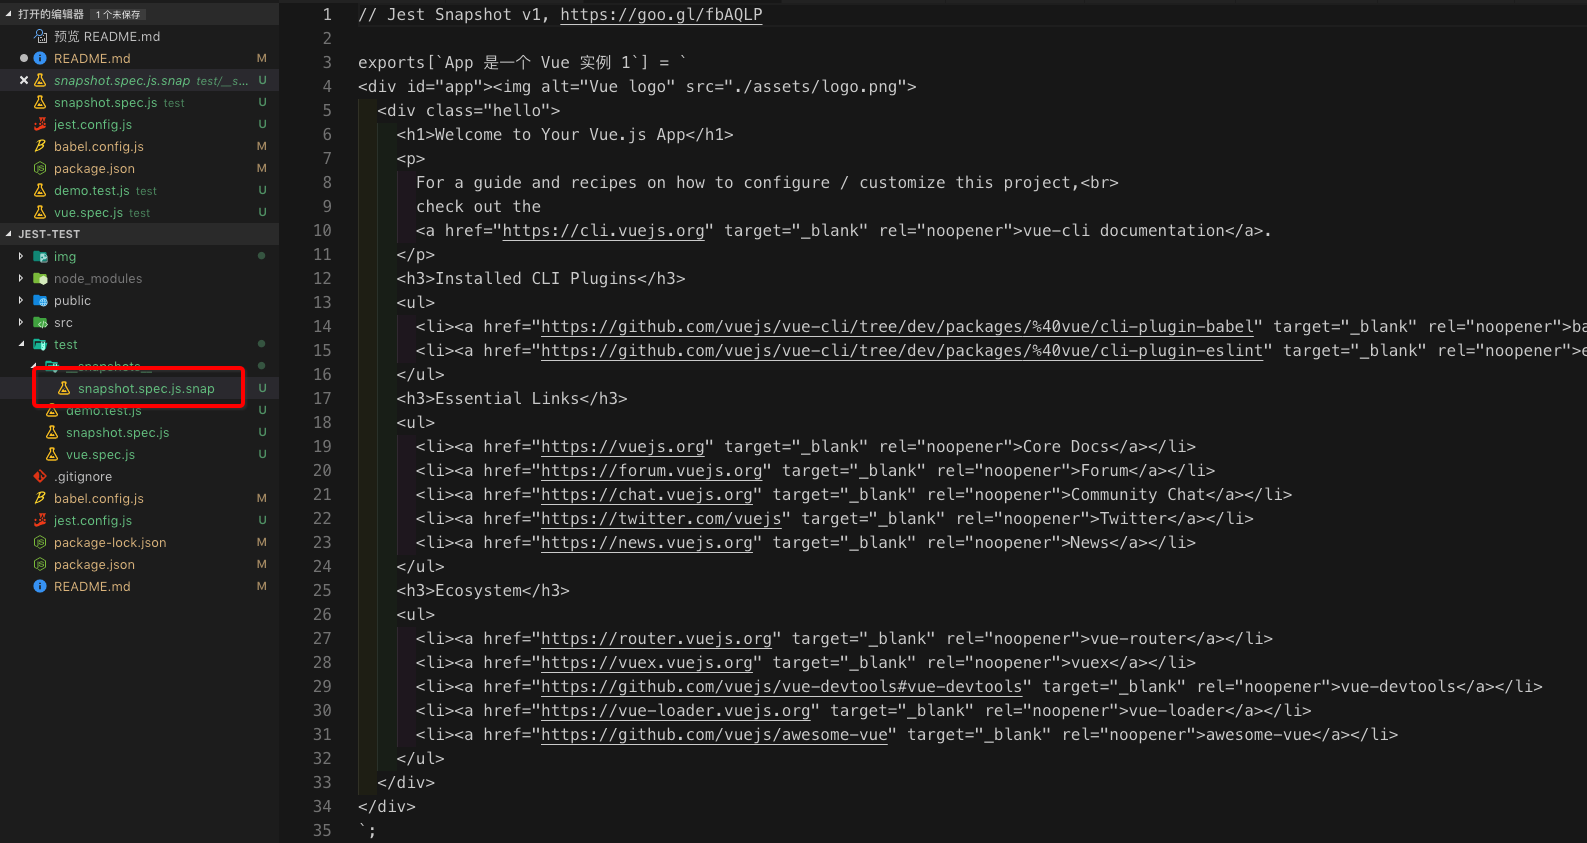 打开的编辑器 1 个未保存
预览 README.md
README.md M
snapshot.spec.js.snap test/__s... U
snapshot.spec.js test U
jest.config.js U
babel.config.js M
package.json M
demo.test.js test U
vue.spec.js test U
JEST-TEST
img
node_modules
public
src
test
__snapshots__
snapshot.spec.js.snap U
demo.test.js U
snapshot.spec.js U
vue.spec.js U
.gitignore
babel.config.js M
jest.config.js U
package-lock.json M
package.json M
README.md M
1 // Jest Snapshot v1, https://goo.gl/fbAQLP
2
3 exports[`App 是一个 Vue 实例 1`] = `
4 <div id="app"><img alt="Vue logo" src="./assets/logo.png">
5 <div class="hello">
6 <h1>Welcome to Your Vue.js App</h1>
7 <p>
8 For a guide and recipes on how to configure / customize this project,<br>
9 check out the
10 <a href="https://cli.vuejs.org" target="_blank" rel="noopener">vue-cli documentation</a>.
11 </p>
12 <h3>Installed CLI Plugins</h3>
13 <ul>
14 <li><a href="https://github.com/vuejs/vue-cli/tree/dev/packages/%40vue/cli-plugin-babel" target="_blank" rel="noopener">ba
15 <li><a href="https://github.com/vuejs/vue-cli/tree/dev/packages/%40vue/cli-plugin-eslint" target="_blank" rel="noopener">e
16 </ul>
17 <h3>Essential Links</h3>
18 <ul>
19 <li><a href="https://vuejs.org" target="_blank" rel="noopener">Core Docs</a></li>
20 <li><a href="https://forum.vuejs.org" target="_blank" rel="noopener">Forum</a></li>
21 <li><a href="https://chat.vuejs.org" target="_blank" rel="noopener">Community Chat</a></li>
22 <li><a href="https://twitter.com/vuejs" target="_blank" rel="noopener">Twitter</a></li>
23 <li><a href="https://news.vuejs.org" target="_blank" rel="noopener">News</a></li>
24 </ul>
25 <h3>Ecosystem</h3>
26 <ul>
27 <li><a href="https://router.vuejs.org" target="_blank" rel="noopener">vue-router</a></li>
28 <li><a href="https://vuex.vuejs.org" target="_blank" rel="noopener">vuex</a></li>
29 <li><a href="https://github.com/vuejs/vue-devtools#vue-devtools" target="_blank" rel="noopener">vue-devtools</a></li>
30 <li><a href="https://vue-loader.vuejs.org" target="_blank" rel="noopener">vue-loader</a></li>
31 <li><a href="https://github.com/vuejs/awesome-vue" target="_blank" rel="noopener">awesome-vue</a></li>
32 </ul>
33 </div>
34 </div>
35 `;